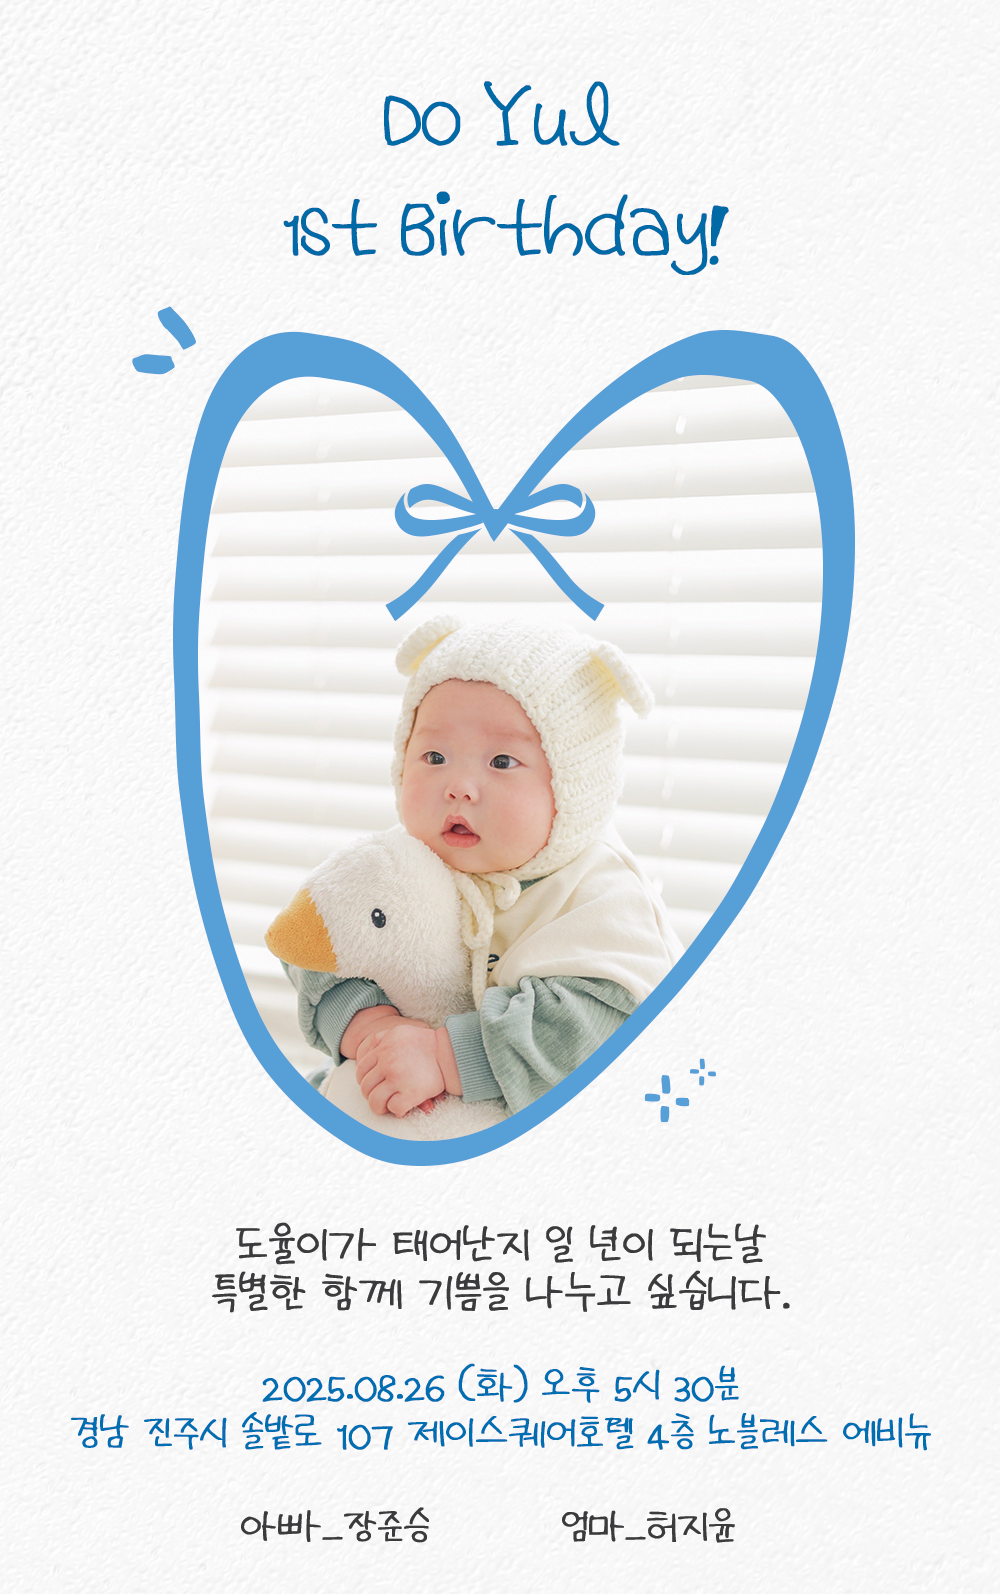 Do Yul
1st Birthday!
도율이가 태어난지 일 년이 되는날
특별한 함께 기쁨을 나누고 싶습니다.
2025.08.26 (화) 오후 5시 30분
경남 진주시 솔밭로 107 제이스퀘어호텔 4층 노블레스 에비뉴
아빠_장준승 엄마_허지윤